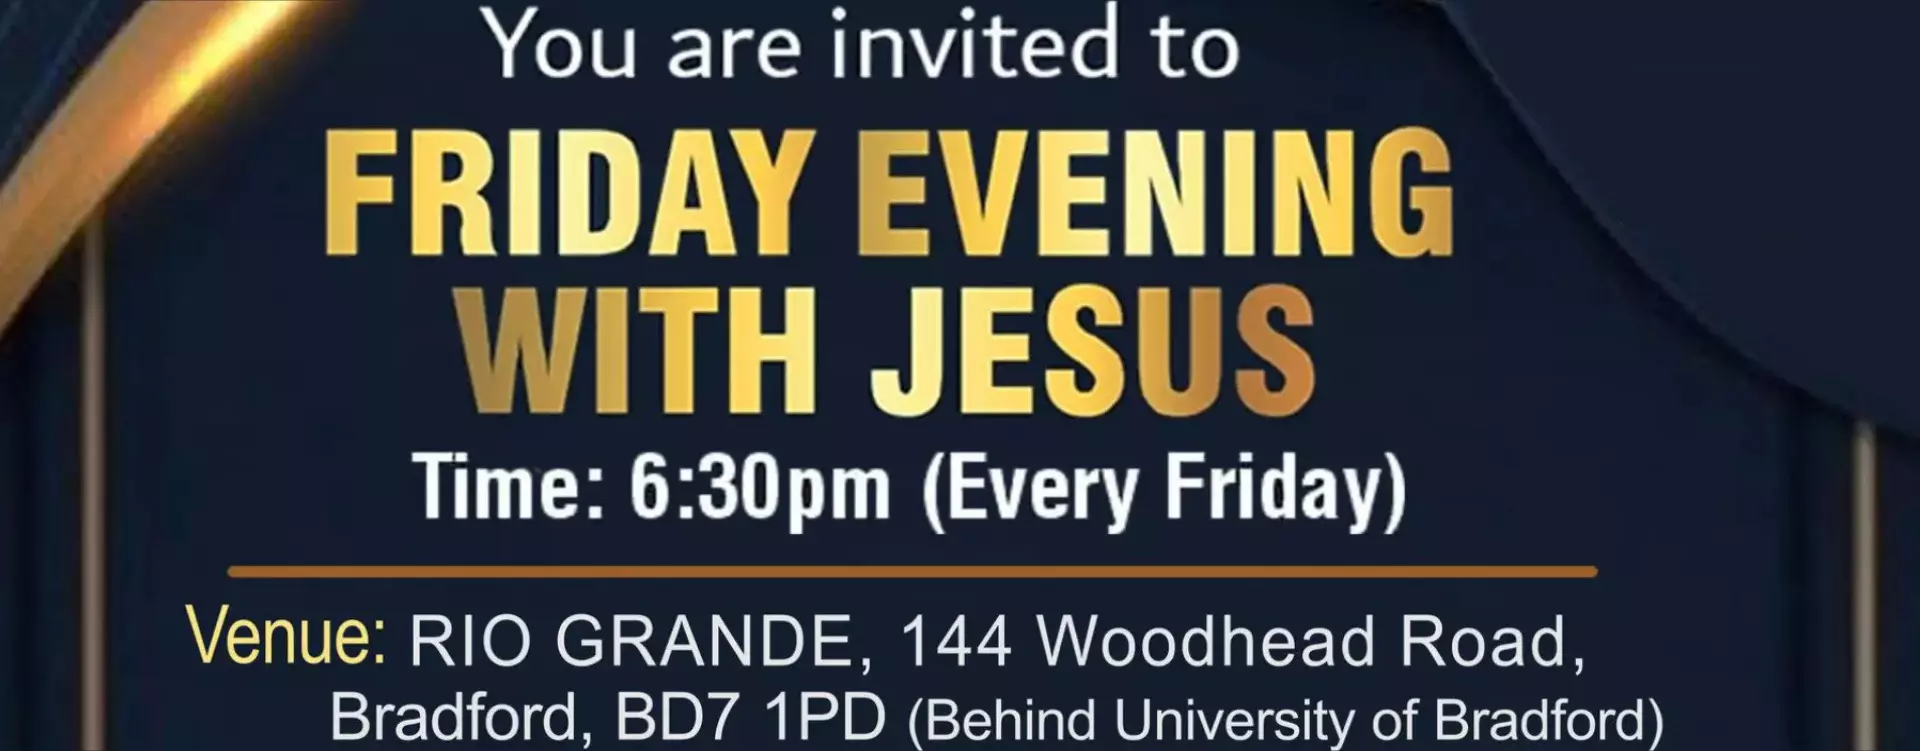 You are invited to
FRIDAY EVENING
WITH JESUS
Time: 6:30pm (Every Friday)
Venue: RIO GRANDE, 144 Woodhead Road,
Bradford, BD7 1PD (Behind University of Bradford)